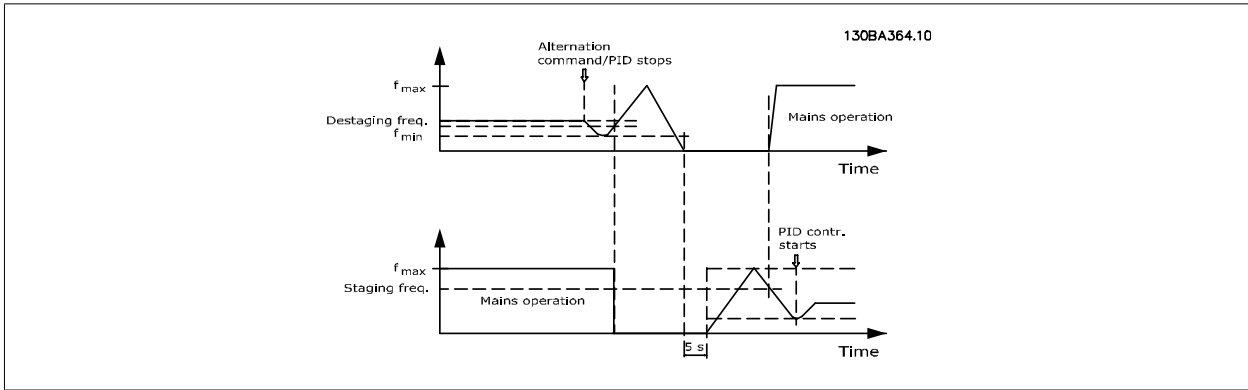 130BA364.10
Alternation
command/PID stops
f max
Destaging freq.
f min
Mains operation
Time
PID contr.
starts
f max
Staging freq.
Mains operation
5 s
Time